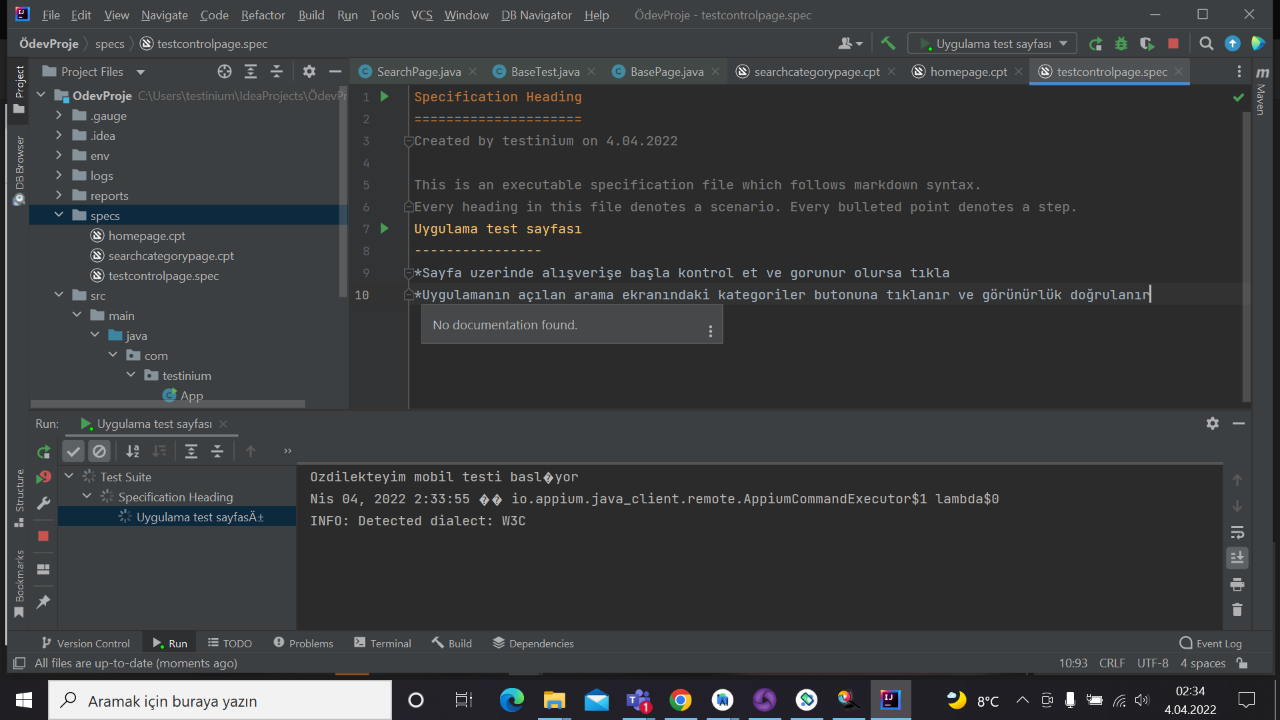 File Edit View Navigate Code Refactor Build Run Tools VCS Window DB Navigator Help ÖdevProje - testcontrolpage.spec
ÖdevProje specs testcontrolpage.spec Uygulama test sayfası
Project Files SearchPage.java BaseTest.java BasePage.java searchcategorypage.cpt homepage.cpt testcontrolpage.spec
Project
DB Browser
Structure
Bookmarks
Maven
OdevProje C:\Users\testinium\IdeaProjects\ÖdevPr
.gauge
.idea
env
logs
reports
specs
homepage.cpt
searchcategorypage.cpt
testcontrolpage.spec
src
main
java
com
testinium
App
1 Specification Heading
2 =====================
3 Created by testinium on 4.04.2022
4
5 This is an executable specification file which follows markdown syntax.
6 Every heading in this file denotes a scenario. Every bulleted point denotes a step.
7 Uygulama test sayfası
8 ----------------
9 *Sayfa uzerinde alışverişe başla kontrol et ve gorunur olursa tıkla
10 *Uygulamanın açılan arama ekranındaki kategoriler butonuna tıklanır ve görünürlük doğrulanır
No documentation found.
Run: Uygulama test sayfası
Test Suite
Specification Heading
Uygulama test sayfasÄ±
Ozdilekteyim mobil testi basl�yor
Nis 04, 2022 2:33:55 �� io.appium.java_client.remote.AppiumCommandExecutor$1 lambda$0
INFO: Detected dialect: W3C
Version Control Run TODO Problems Terminal Build Dependencies Event Log
All files are up-to-date (moments ago) 10:93 CRLF UTF-8 4 spaces
Aramak için buraya yazın 8°C 02:34
4.04.2022